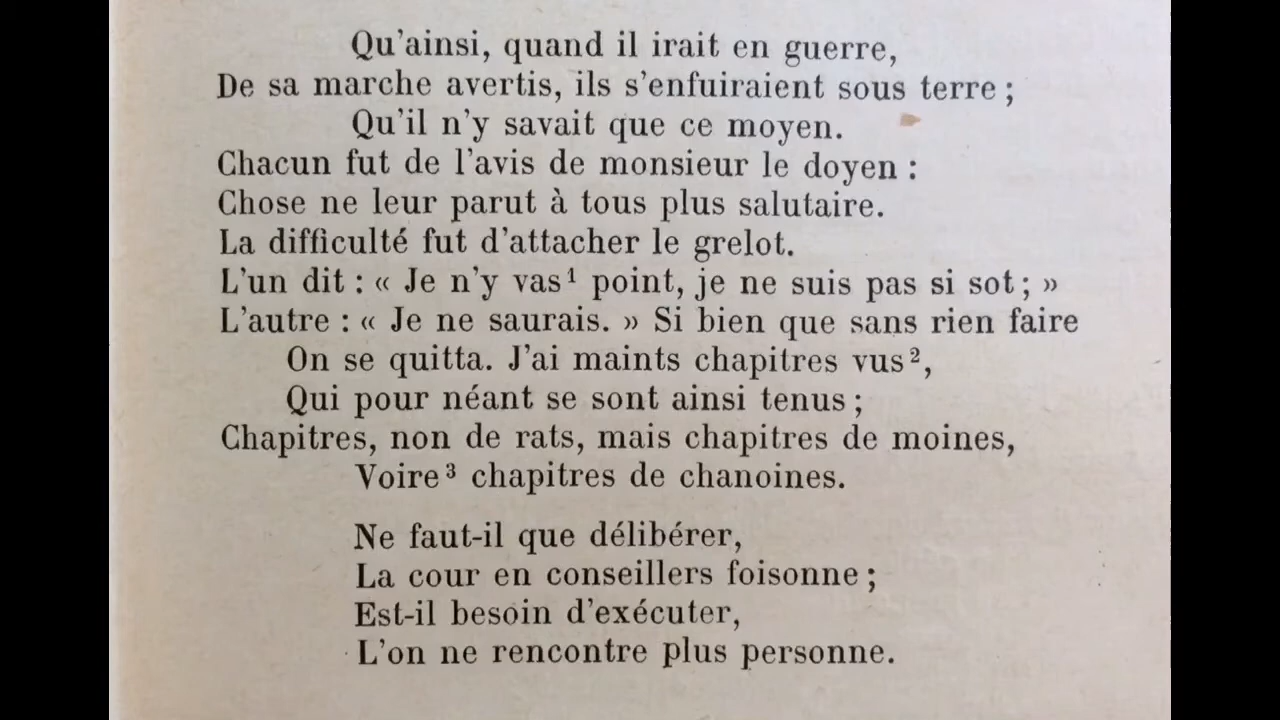 Qu'ainsi, quand il irait en guerre,
De sa marche avertis, ils s'enfuiraient sous terre ;
Qu'il n'y savait que ce moyen.
Chacun fut de l'avis de monsieur le doyen :
Chose ne leur parut à tous plus salutaire.
La difficulté fut d'attacher le grelot.
L'un dit : « Je n'y vas¹ point, je ne suis pas si sot ; »
L'autre : « Je ne saurais. » Si bien que sans rien faire
On se quitta. J'ai maints chapitres vus²,
Qui pour néant se sont ainsi tenus ;
Chapitres, non de rats, mais chapitres de moines,
Voire³ chapitres de chanoines.
Ne faut-il que délibérer,
La cour en conseillers foisonne ;
Est-il besoin d'exécuter,
L'on ne rencontre plus personne.